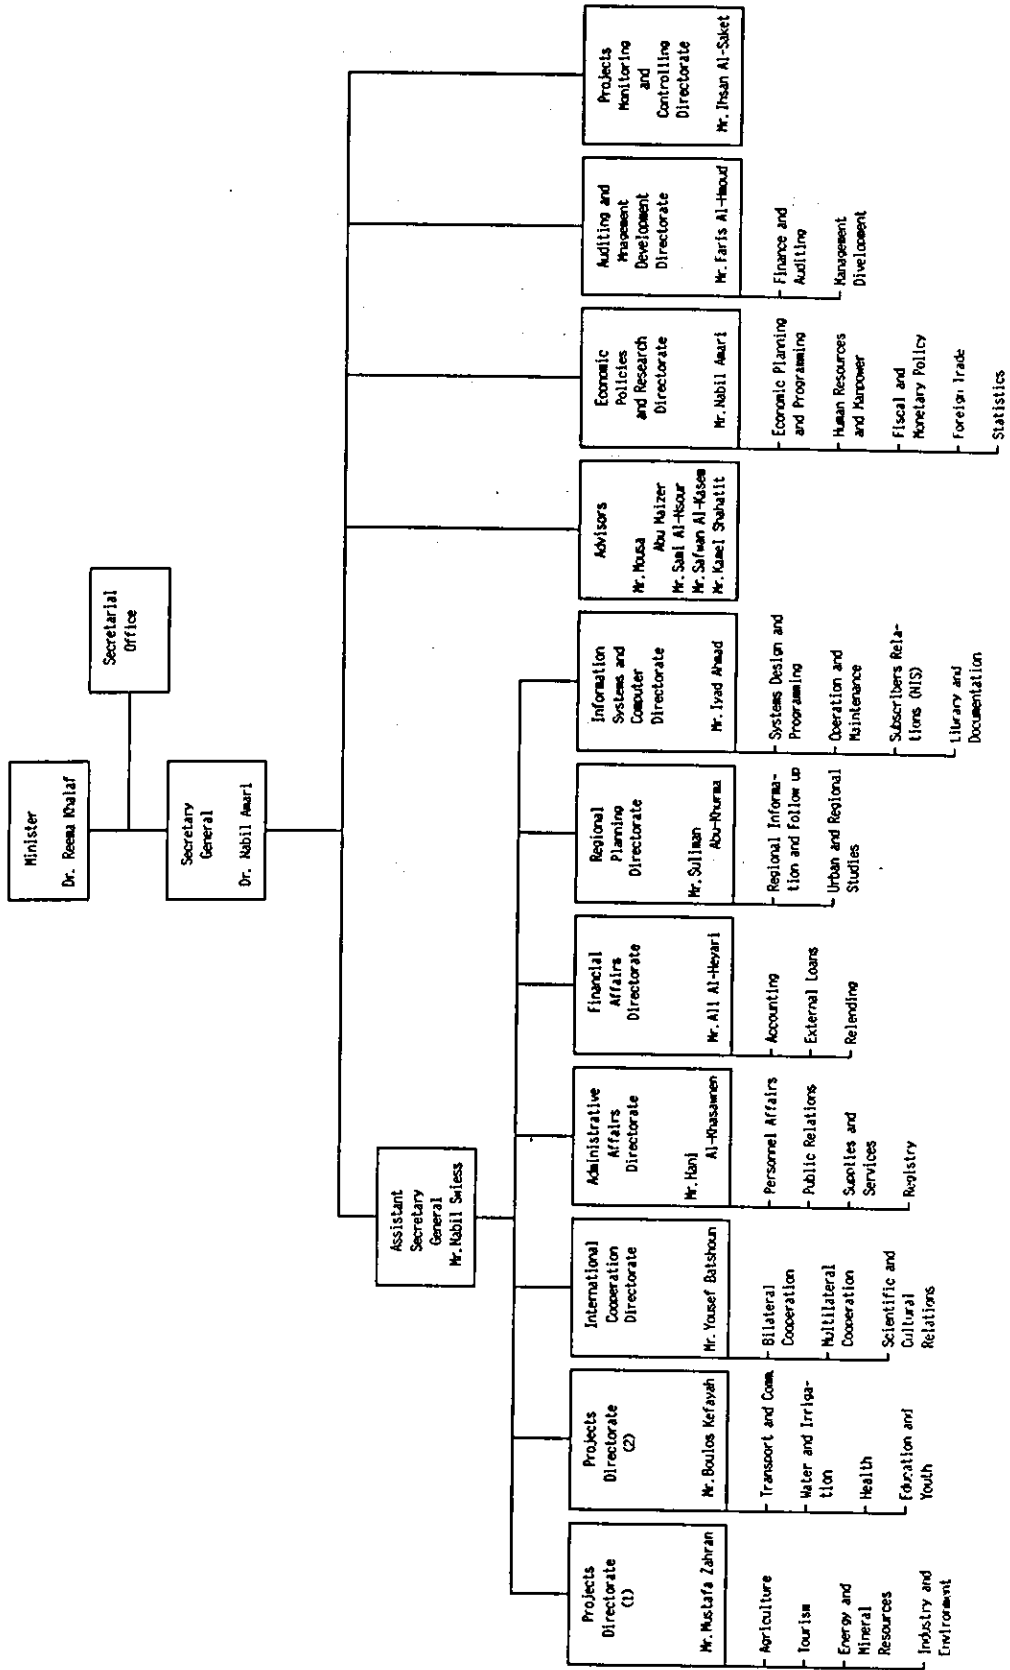 Minister
Dr. Reema Khalaf
Secretarial
Office
Secretary
General
Dr. Nabil Amari
Assistant
Secretary
General
Mr. Nabil Swiess
Projects
Directorate
(1)
Mr. Mustafa Zahran
Agriculture
Tourism
Energy and
Mineral
Resources
Industry and
Environment
Projects
Directorate
(2)
Mr. Boulos Kefayah
Transport and Comm.
Water and Irriga-
tion
Health
Education and
Youth
International
Cooperation
Directorate
Mr. Yousef Batshoun
Bilateral
Cooperation
Multilateral
Cooperation
Scientific and
Cultural
Relations
Administrative
Affairs
Directorate
Mr. Hani
Al-Khasawnen
Personnel Affairs
Public Relations
Supplies and
Services
Registry
Financial
Affairs
Directorate
Mr. Ali Al-Heyari
Accounting
External Loans
Relending
Regional
Planning
Directorate
Mr. Suliman
Abu-Khurma
Regional Informa-
tion and Follow up
Urban and Regional
Studies
Information
Systems and
Computer
Directorate
Mr. Iyad Ahmad
Systems Design and
Programming
Operation and
Maintenance
Subscribers Rela-
tions (NIS)
Library and
Documentation
Advisors
Mr. Mousa
Abu Maizer
Mr. Sami Al-Nsour
Mr. Safwan Al-Kasem
Mr. Kamel Shahatit
Economic
Policies
and Research
Directorate
Mr. Nabil Amari
Economic Planning
and Programming
Human Resources
and Manpower
Fiscal and
Monetary Policy
Foreign Trade
Statistics
Auditing and
Mnagement
Development
Directorate
Mr. Faris Al-Hmoud
Finance and
Auditing
Management
Divelopment
Projects
Monitoring
and
Controlling
Directorate
Mr. Ihsan Al-Saket